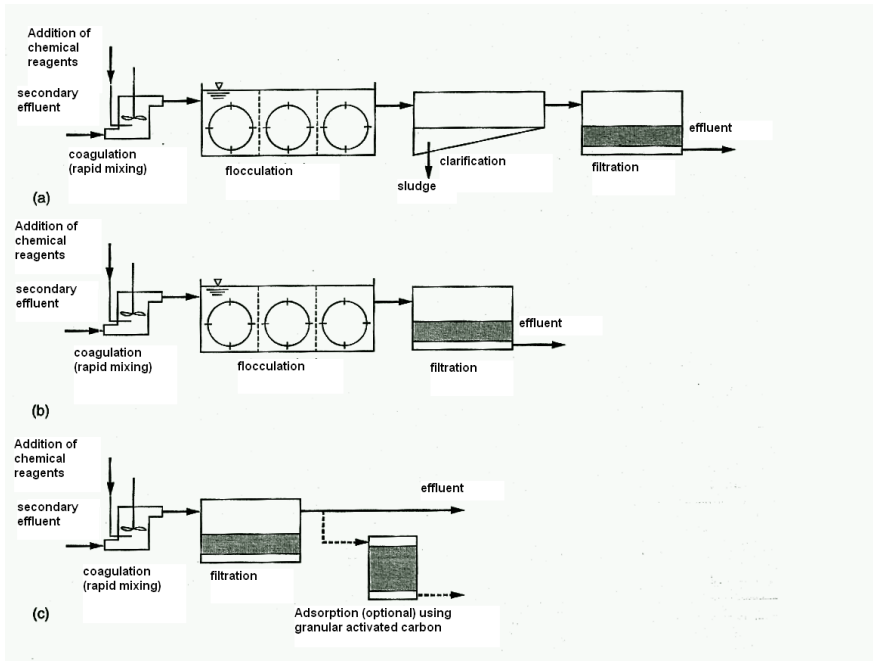 Addition of
chemical
reagents
secondary
effluent
coagulation
(rapid mixing)
flocculation
clarification
sludge
filtration
effluent
(a)
Addition of
chemical
reagents
secondary
effluent
coagulation
(rapid mixing)
flocculation
filtration
effluent
(b)
Addition of
chemical
reagents
secondary
effluent
coagulation
(rapid mixing)
filtration
effluent
Adsorption (optional) using
granular activated carbon
(c)